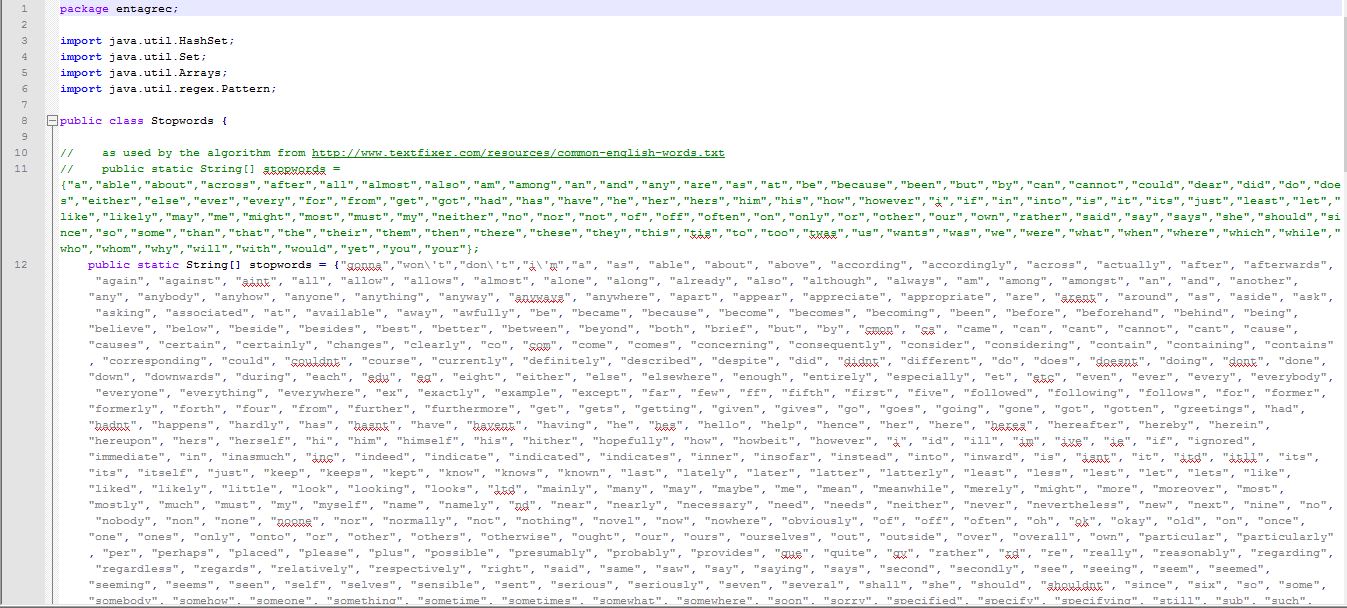 1 package entagrec;
2
3 import java.util.HashSet;
4 import java.util.Set;
5 import java.util.Arrays;
6 import java.util.regex.Pattern;
7
8 public class Stopwords {
9
10 //    as used by the algorithm from http://www.textfixer.com/resources/common-english-words.txt
11 //    public static String[] stopwords =
{"a","able","about","across","after","all","almost","also","am","among","an","and","any","are","as","at","be","because","been","but","by","can","cannot","could","dear","did","do","doe
s","either","else","ever","every","for","from","get","got","had","has","have","he","her","hers","him","his","how","however","i","if","in","into","is","it","its","just","least","let","
like","likely","may","me","might","most","must","my","neither","no","nor","not","of","off","often","on","only","or","other","our","own","rather","said","say","says","she","should","si
nce","so","some","than","that","the","their","them","then","there","these","they","this","tis","to","too","twas","us","wants","was","we","were","what","when","where","which","while","
who","whom","why","will","with","would","yet","you","your"};
12 public static String[] stopwords = {"gonna","won\'t","don\'t","i\'m","a", "as", "able", "about", "above", "according", "accordingly", "across", "actually", "after", "afterwards",
"again", "against", "aint", "all", "allow", "allows", "almost", "alone", "along", "already", "also", "although", "always", "am", "among", "amongst", "an", "and", "another",
"any", "anybody", "anyhow", "anyone", "anything", "anyway", "anyways", "anywhere", "apart", "appear", "appreciate", "appropriate", "are", "arent", "around", "as", "aside", "ask",
"asking", "associated", "at", "available", "away", "awfully", "be", "became", "because", "become", "becomes", "becoming", "been", "before", "beforehand", "behind", "being",
"believe", "below", "beside", "besides", "best", "better", "between", "beyond", "both", "brief", "but", "by", "cmon", "cs", "came", "can", "cant", "cannot", "cant", "cause",
"causes", "certain", "certainly", "changes", "clearly", "co", "com", "come", "comes", "concerning", "consequently", "consider", "considering", "contain", "containing", "contains"
, "corresponding", "could", "couldnt", "course", "currently", "definitely", "described", "despite", "did", "didnt", "different", "do", "does", "doesnt", "doing", "dont", "done",
"down", "downwards", "during", "each", "edu", "eg", "eight", "either", "else", "elsewhere", "enough", "entirely", "especially", "et", "etc", "even", "ever", "every", "everybody",
"everyone", "everything", "everywhere", "ex", "exactly", "example", "except", "far", "few", "ff", "fifth", "first", "five", "followed", "following", "follows", "for", "former",
"formerly", "forth", "four", "from", "further", "furthermore", "get", "gets", "getting", "given", "gives", "go", "goes", "going", "gone", "got", "gotten", "greetings", "had",
"hadnt", "happens", "hardly", "has", "hasnt", "have", "havent", "having", "he", "hes", "hello", "help", "hence", "her", "here", "heres", "hereafter", "hereby", "herein",
"hereupon", "hers", "herself", "hi", "him", "himself", "his", "hither", "hopefully", "how", "howbeit", "however", "i", "id", "ill", "im", "ive", "ie", "if", "ignored",
"immediate", "in", "inasmuch", "inc", "indeed", "indicate", "indicated", "indicates", "inner", "insofar", "instead", "into", "inward", "is", "isnt", "it", "itd", "itll", "its",
"its", "itself", "just", "keep", "keeps", "kept", "know", "knows", "known", "last", "lately", "later", "latter", "latterly", "least", "less", "lest", "let", "lets", "like",
"liked", "likely", "little", "look", "looking", "looks", "ltd", "mainly", "many", "may", "maybe", "me", "mean", "meanwhile", "merely", "might", "more", "moreover", "most",
"mostly", "much", "must", "my", "myself", "name", "namely", "nd", "near", "nearly", "necessary", "need", "needs", "neither", "never", "nevertheless", "new", "next", "nine", "no",
"nobody", "non", "none", "noone", "nor", "normally", "not", "nothing", "novel", "now", "nowhere", "obviously", "of", "off", "often", "oh", "ok", "okay", "old", "on", "once",
"one", "ones", "only", "onto", "or", "other", "others", "otherwise", "ought", "our", "ours", "ourselves", "out", "outside", "over", "overall", "own", "particular", "particularly"
, "per", "perhaps", "placed", "please", "plus", "possible", "presumably", "probably", "provides", "que", "quite", "qv", "rather", "rd", "re", "really", "reasonably", "regarding",
"regardless", "regards", "relatively", "respectively", "right", "said", "same", "saw", "say", "saying", "says", "second", "secondly", "see", "seeing", "seem", "seemed",
"seeming", "seems", "seen", "self", "selves", "sensible", "sent", "serious", "seriously", "seven", "several", "shall", "she", "should", "shouldnt", "since", "six", "so", "some",
"somebody", "somehow", "someone", "something", "sometime", "sometimes", "somewhat", "somewhere", "soon", "sorry", "specified", "specify", "specifying", "still", "sub", "such",